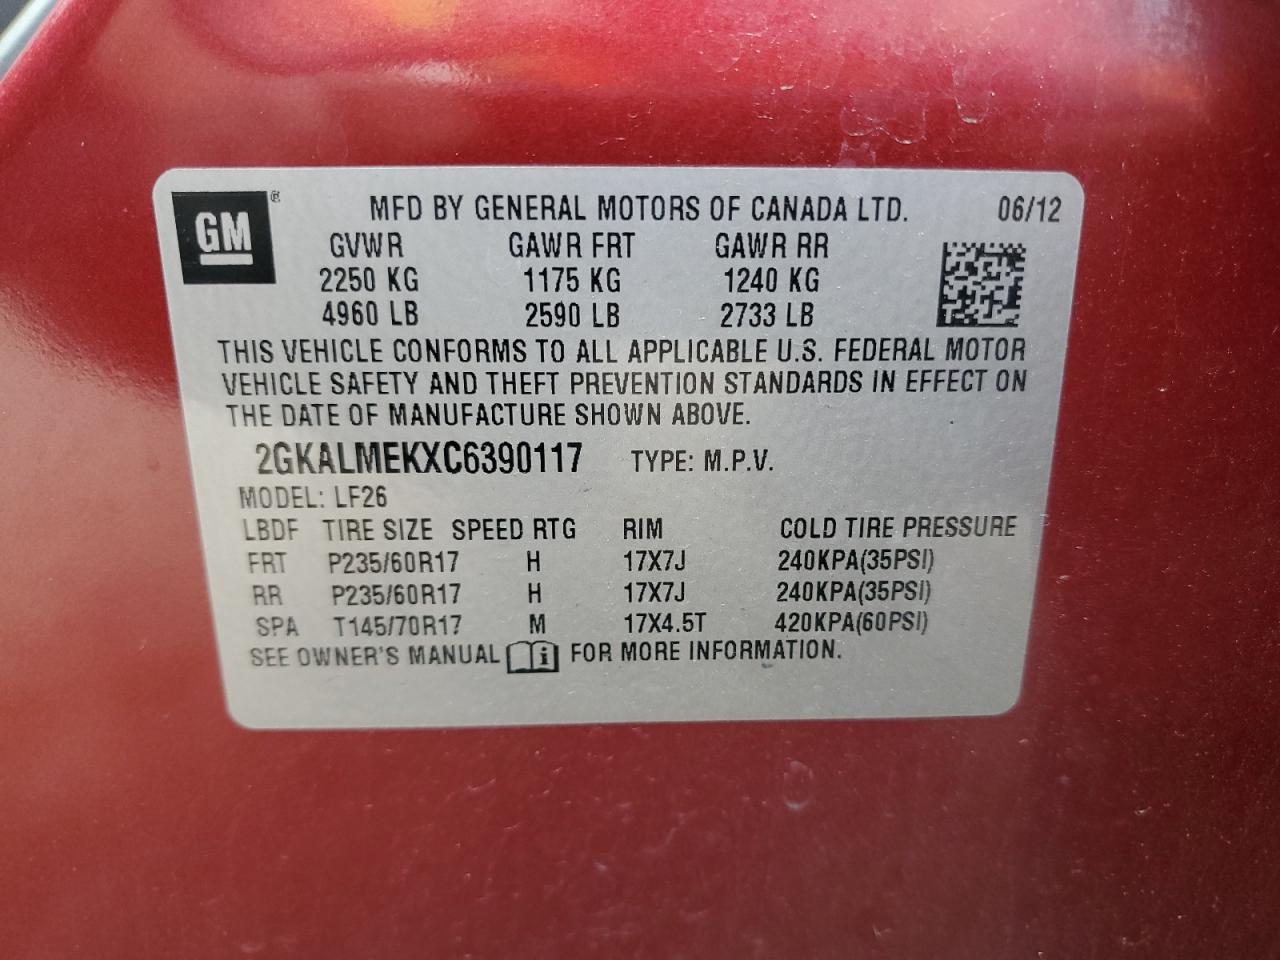 GM ® MFD BY GENERAL MOTORS OF CANADA LTD. 06/12
GVWR GAWR FRT GAWR RR
2250 KG 1175 KG 1240 KG
4960 LB 2590 LB 2733 LB
THIS VEHICLE CONFORMS TO ALL APPLICABLE U.S. FEDERAL MOTOR
VEHICLE SAFETY AND THEFT PREVENTION STANDARDS IN EFFECT ON
THE DATE OF MANUFACTURE SHOWN ABOVE.
2GKALMEKXC6390117 TYPE: M.P.V.
MODEL: LF26
LBDF TIRE SIZE SPEED RTG RIM COLD TIRE PRESSURE
FRT P235/60R17 H 17X7J 240KPA(35PSI)
RR P235/60R17 H 17X7J 240KPA(35PSI)
SPA T145/70R17 M 17X4.5T 420KPA(60PSI)
SEE OWNER'S MANUAL i FOR MORE INFORMATION.